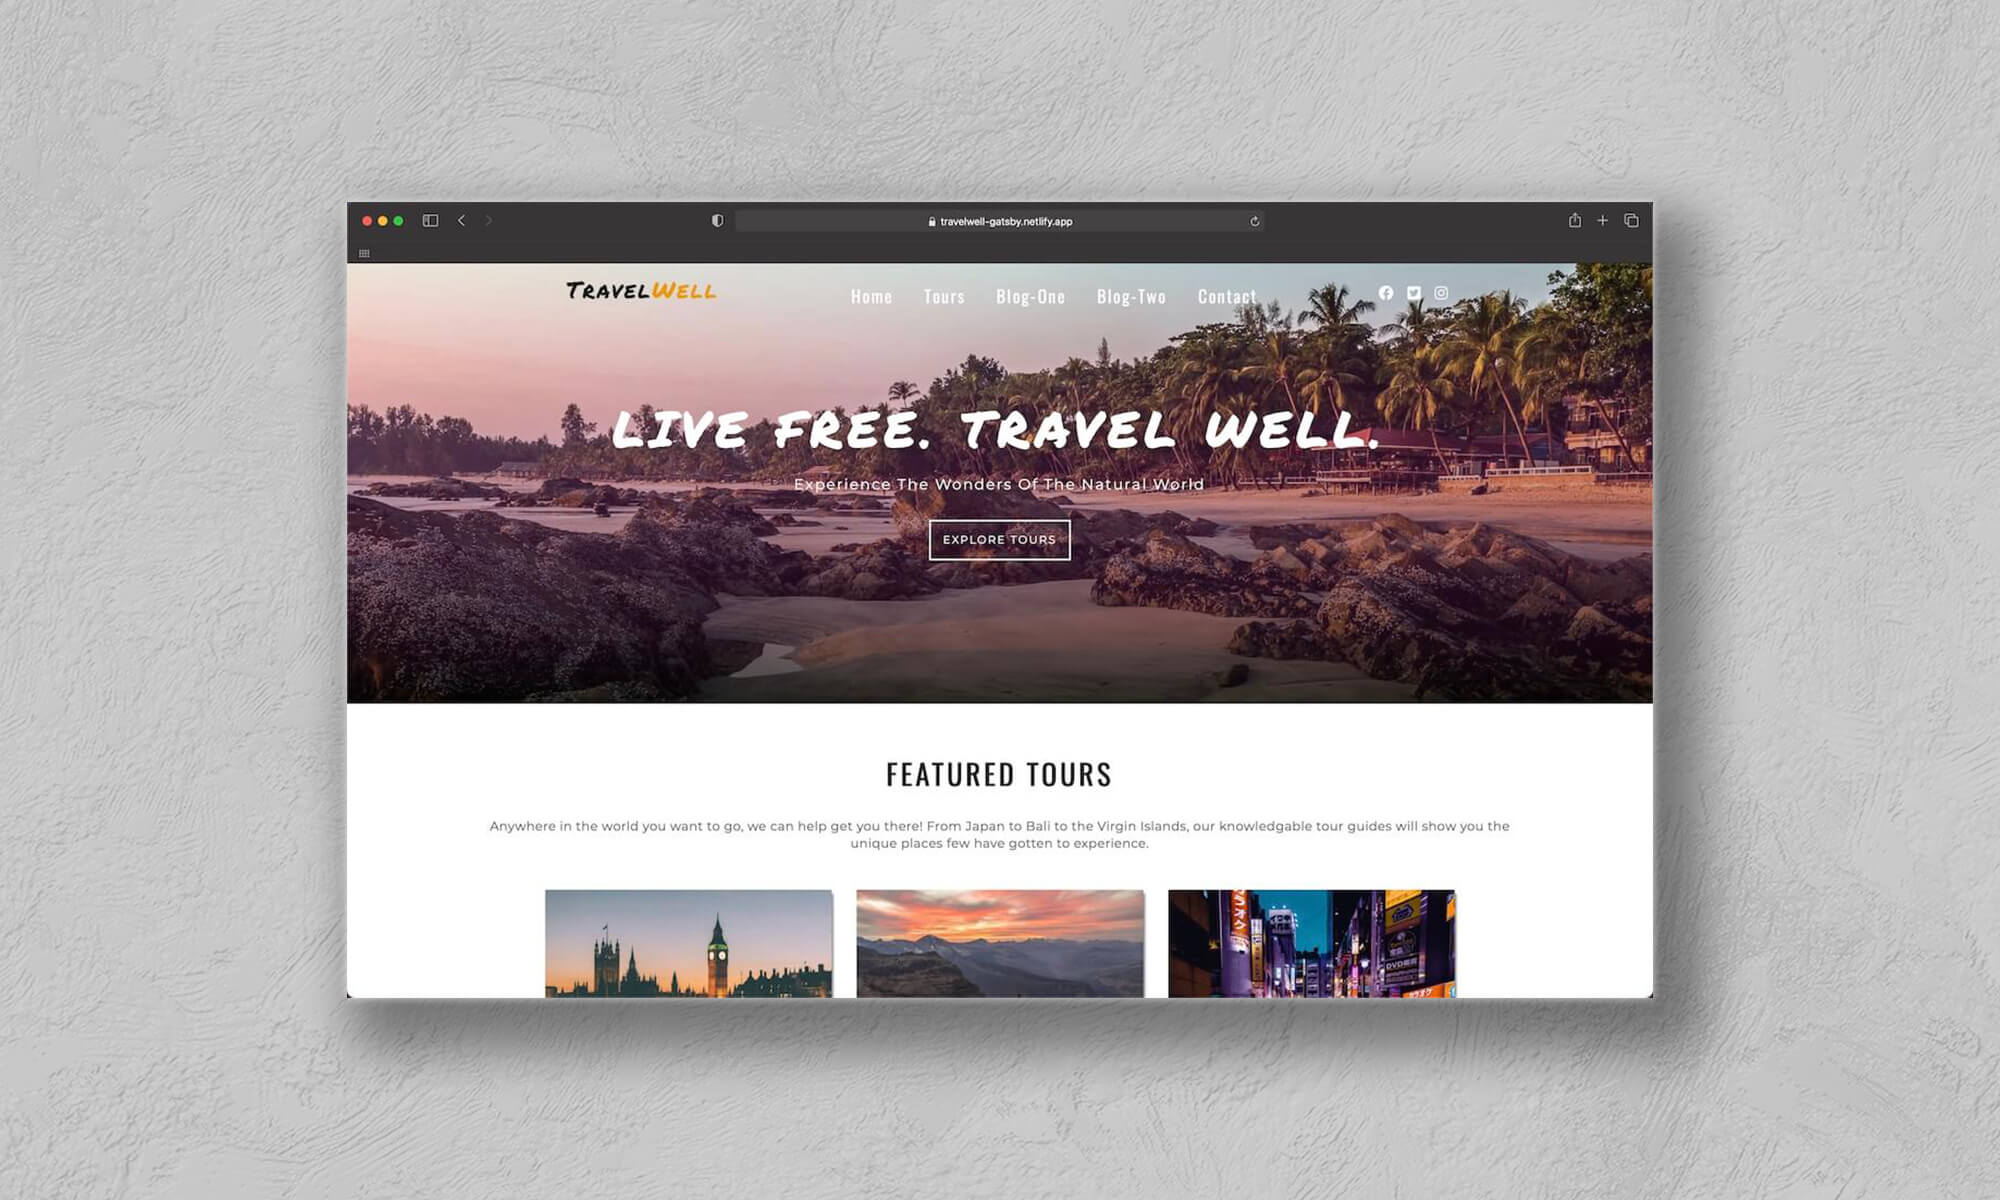 travelwell-gatsby.netlify.app
TRAVELWELL
Home Tours Blog-One Blog-Two Contact
LIVE FREE. TRAVEL WELL.
Experience The Wonders Of The Natural World
EXPLORE TOURS
FEATURED TOURS
Anywhere in the world you want to go, we can help get you there! From Japan to Bali to the Virgin Islands, our knowledgable tour guides will show you the
unique places few have gotten to experience.
DVD